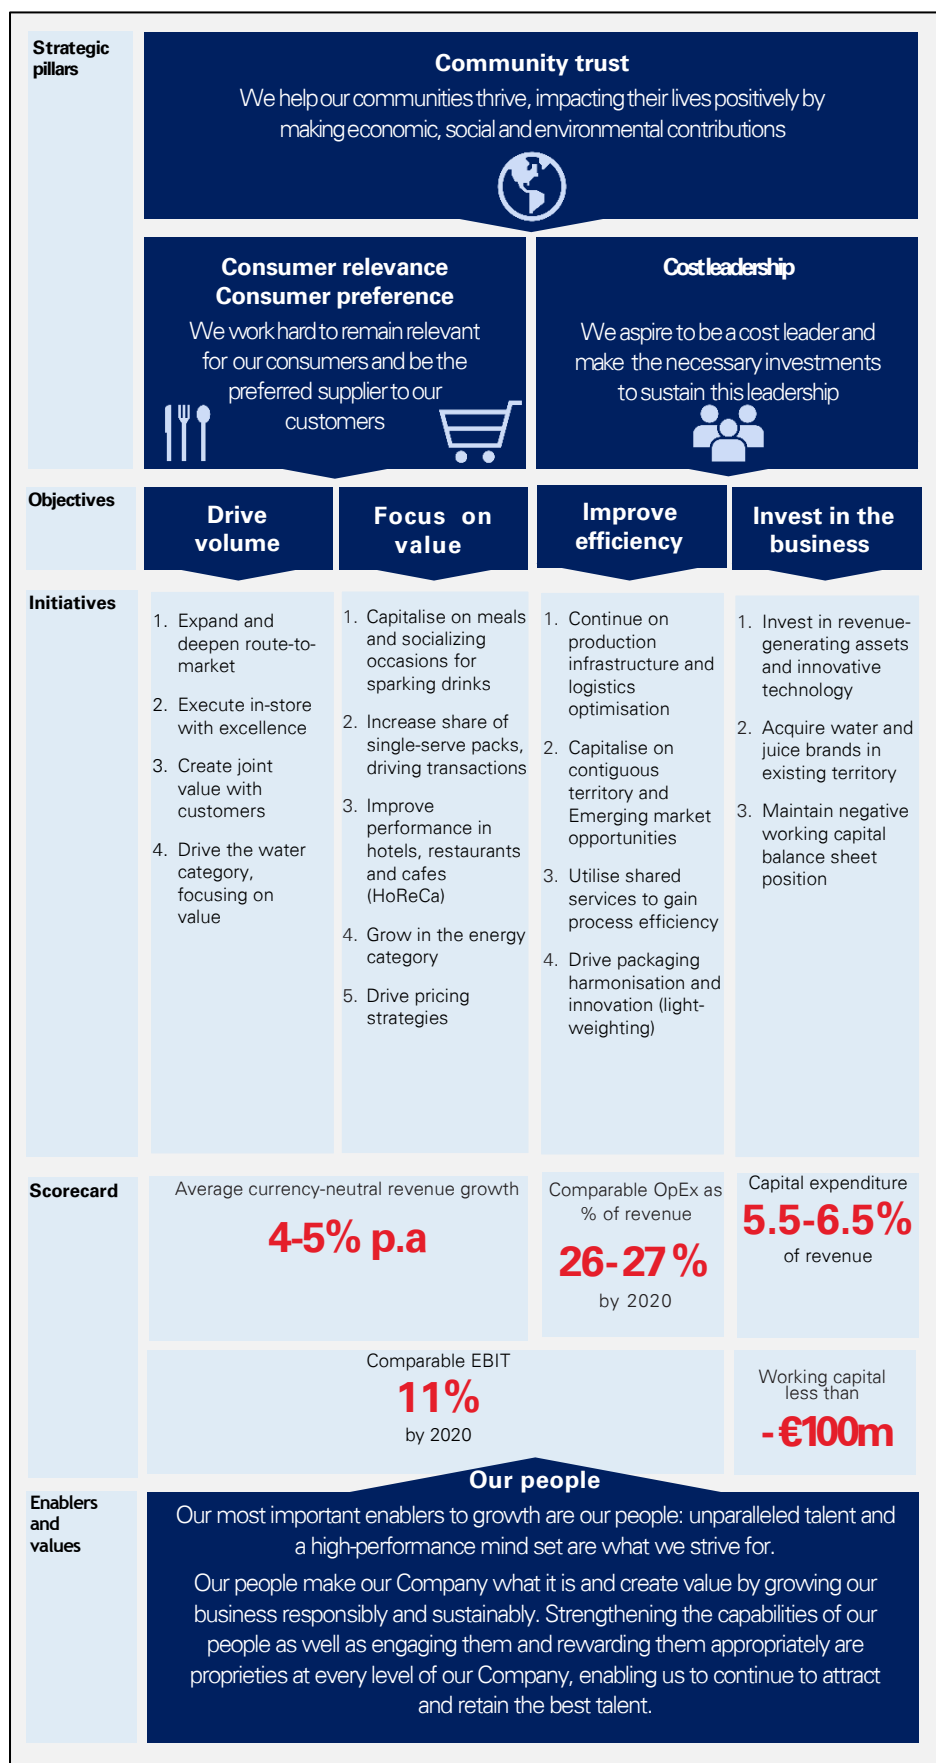 Strategic
pillars
Community trust
We help our communities thrive, impacting their lives positively by
making economic, social and environmental contributions
Consumer relevance
Consumer preference
We work hard to remain relevant
for our consumers and be the
preferred supplier to our
customers
Cost leadership
We aspire to be a cost leader and
make the necessary investments
to sustain this leadership
Objectives
Drive
volume
Focus on
value
Improve
efficiency
Invest in the
business
Initiatives
1. Expand and
deepen route-to-
market
2. Execute in-store
with excellence
3. Create joint
value with
customers
4. Drive the water
category,
focusing on
value
1. Capitalise on meals
and socializing
occasions for
sparking drinks
2. Increase share of
single-serve packs,
driving transactions
3. Improve
performance in
hotels, restaurants
and cafes
(HoReCa)
4. Grow in the energy
category
5. Drive pricing
strategies
1. Continue on
production
infrastructure and
logistics
optimisation
2. Capitalise on
contiguous
territory and
Emerging market
opportunities
3. Utilise shared
services to gain
process efficiency
4. Drive packaging
harmonisation and
innovation (light-
weighting)
1. Invest in revenue-
generating assets
and innovative
technology
2. Acquire water and
juice brands in
existing territory
3. Maintain negative
working capital
balance sheet
position
Scorecard
Average currency-neutral revenue growth
4-5% p.a
Comparable OpEx as
% of revenue
26-27%
by 2020
Capital expenditure
5.5-6.5%
of revenue
Comparable EBIT
11%
by 2020
Working capital
less than
-€100m
Enablers
and
values
Our people
Our most important enablers to growth are our people: unparalleled talent and
a high-performance mind set are what we strive for.
Our people make our Company what it is and create value by growing our
business responsibly and sustainably. Strengthening the capabilities of our
people as well as engaging them and rewarding them appropriately are
proprieties at every level of our Company, enabling us to continue to attract
and retain the best talent.